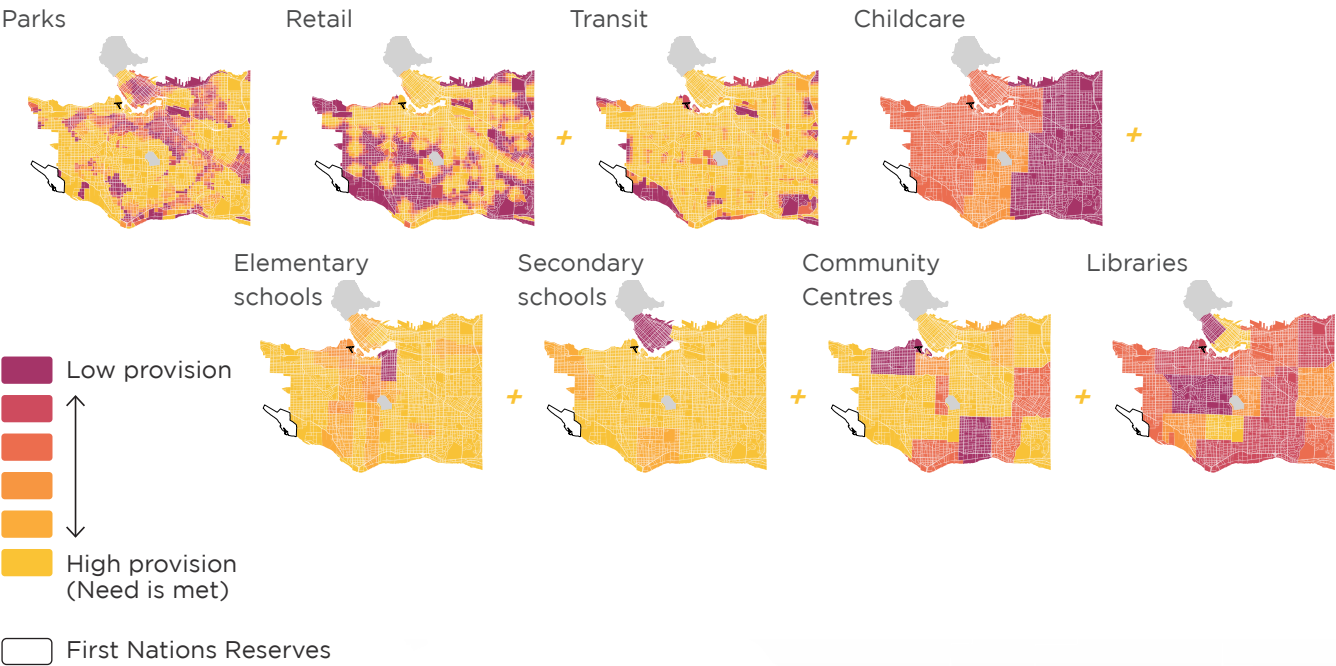 Parks
Retail
Transit
Childcare
+
+
+
+
Elementary
schools
Secondary
schools
Community
Centres
Libraries
+
+
+
Low provision
High provision
(Need is met)
First Nations Reserves